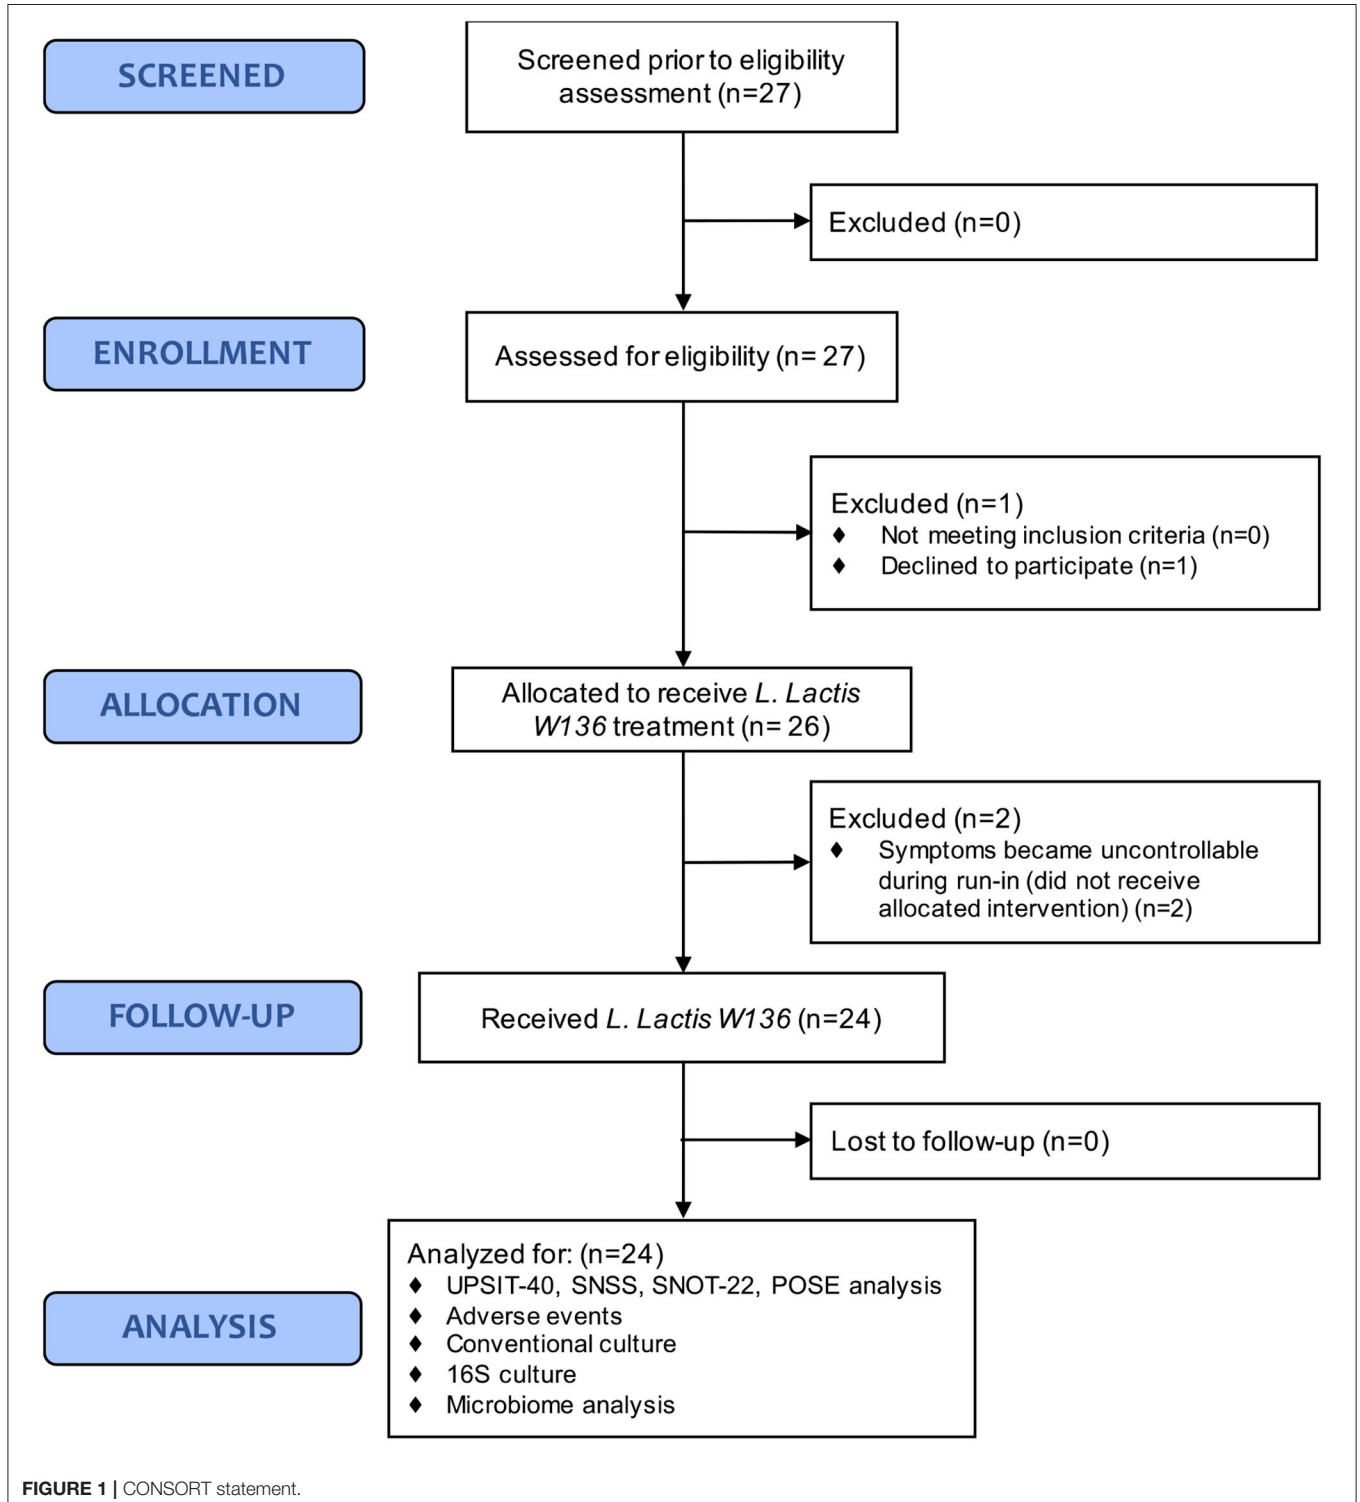 SCREENED
Screened prior to eligibility
assessment (n=27)
Excluded (n=0)
ENROLLMENT
Assessed for eligibility (n= 27)
Excluded (n=1)
♦ Not meeting inclusion criteria (n=0)
♦ Declined to participate (n=1)
ALLOCATION
Allocated to receive L. Lactis
W136 treatment (n= 26)
Excluded (n=2)
♦ Symptoms became uncontrollable
during run-in (did not receive
allocated intervention) (n=2)
FOLLOW-UP
Received L. Lactis W136 (n=24)
Lost to follow-up (n=0)
ANALYSIS
Analyzed for: (n=24)
♦ UPSIT-40, SNSS, SNOT-22, POSE analysis
♦ Adverse events
♦ Conventional culture
♦ 16S culture
♦ Microbiome analysis
FIGURE 1 | CONSORT statement.